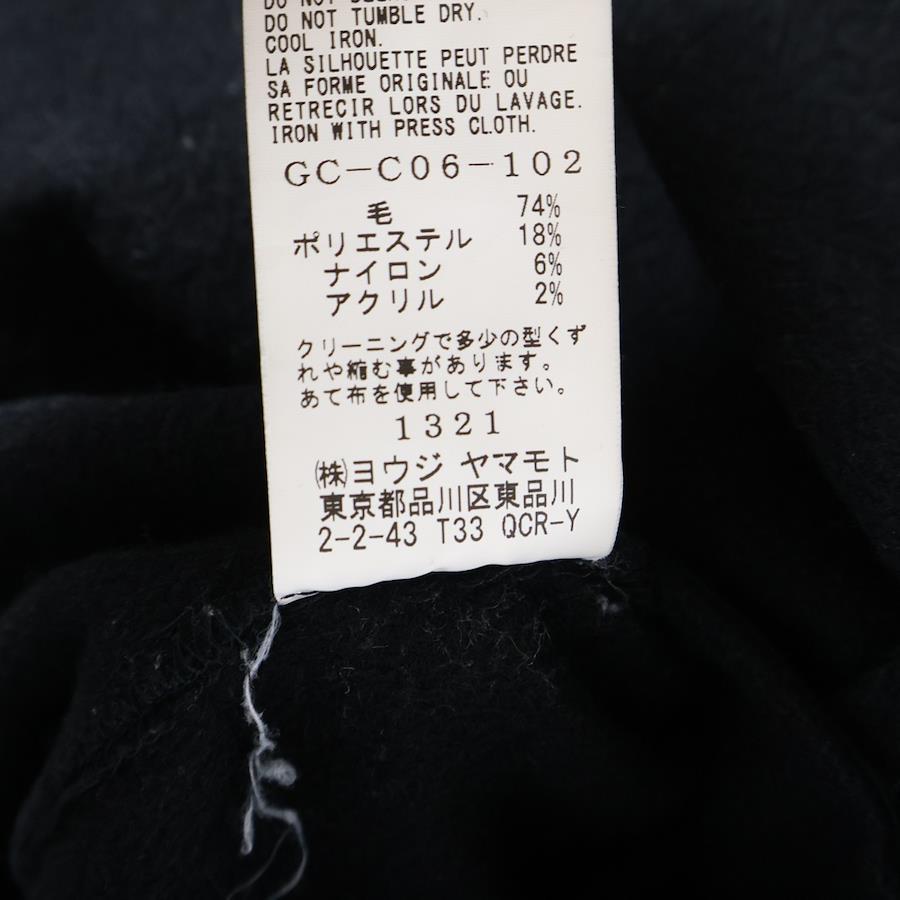 DO NOT
DO NOT TUMBLE DRY.
COOL IRON.
LA SILHOUETTE PEUT PERDRE
SA FORME ORIGINALE OU
RETRECIR LORS DU LAVAGE.
IRON WITH PRESS CLOTH.
GC-C06-102
毛 74%
ポリエステル 18%
ナイロン 6%
アクリル 2%
クリーニングで多少の型くず
れや縮む事があります。
あて布を使用して下さい。
1321
㈱ヨウジ ヤマモト
東京都品川区東品川
2-2-43 T33 QCR-Y